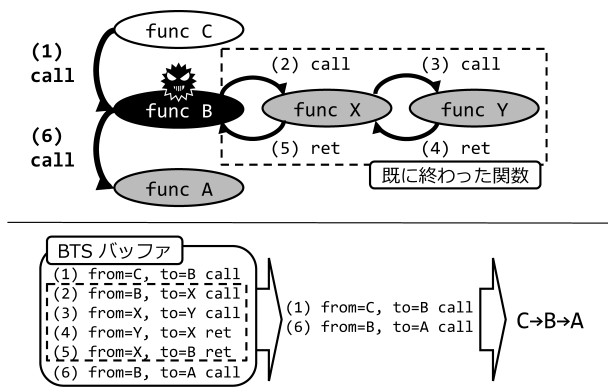 func C
(1)
call
(2) call
(3) call
func B
func X
func Y
(6)
call
(5) ret
(4) ret
既に終わった関数
func A
BTS バッファ
(1) from=C, to=B call
(2) from=B, to=X call
(3) from=X, to=Y call
(4) from=Y, to=X ret
(5) from=X, to=B ret
(6) from=B, to=A call
(1) from=C, to=B call
(6) from=B, to=A call
C→B→A